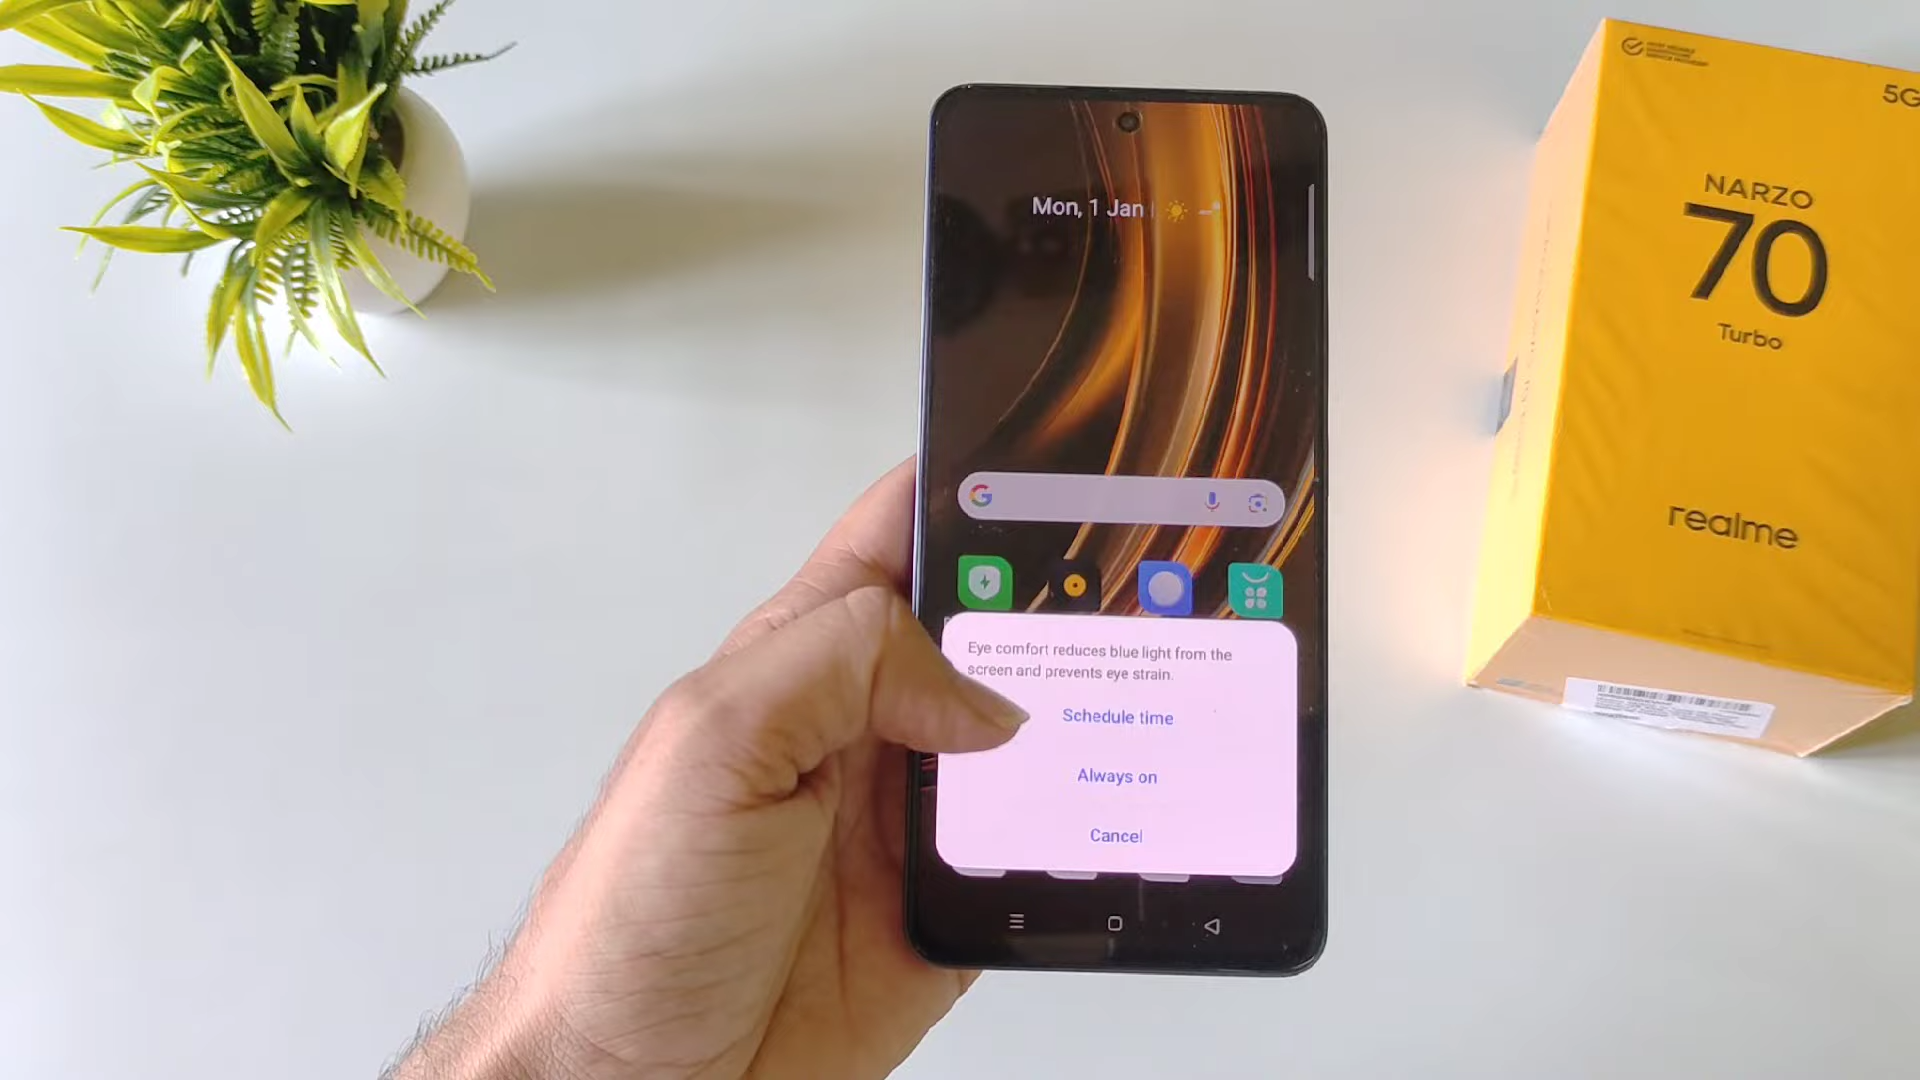 5G
NARZO
70
Turbo
realme
Mon, 1 Jan
Eye comfort reduces blue light from the
screen and prevents eye strain.
Schedule time
Always on
Cancel